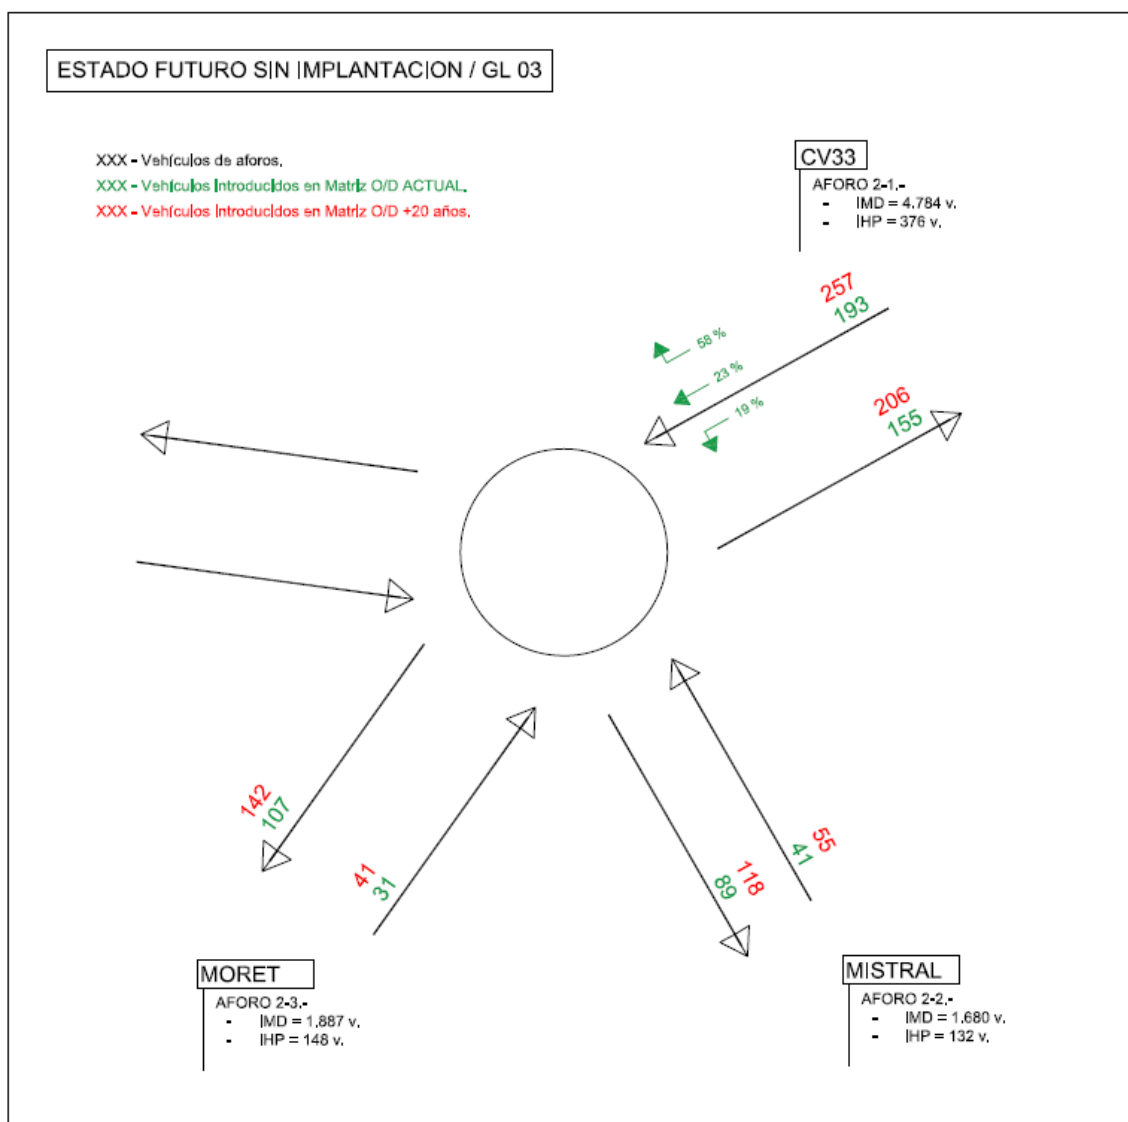 ESTADO FUTURO SIN IMPLANTACION / GL 03
XXX - Vehículos de aforos.
XXX - Vehículos Introducidos en Matriz O/D ACTUAL.
XXX - Vehículos Introducidos en Matriz O/D +20 años.
CV33
AFORO 2-1.-
- IMD = 4.784 v.
- IHP = 376 v.
257
193
58 %
23 %
19 %
206
155
142
107
41
31
118
89
55
41
MORET
AFORO 2-3.-
- IMD = 1.887 v.
- IHP = 148 v.
MISTRAL
AFORO 2-2.-
- IMD = 1.680 v.
- IHP = 132 v.